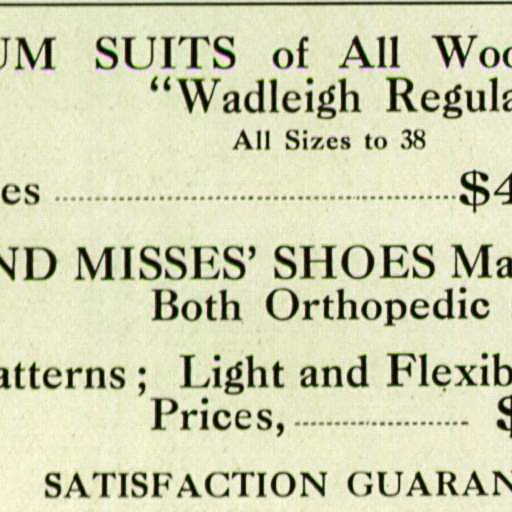 UM SUITS of All Woo
"Wadleigh Regula
All Sizes to 38
es ........................ $4
ND MISSES' SHOES Ma
Both Orthopedic
atterns; Light and Flexib
Prices, .............. $
SATISFACTION GUARAN